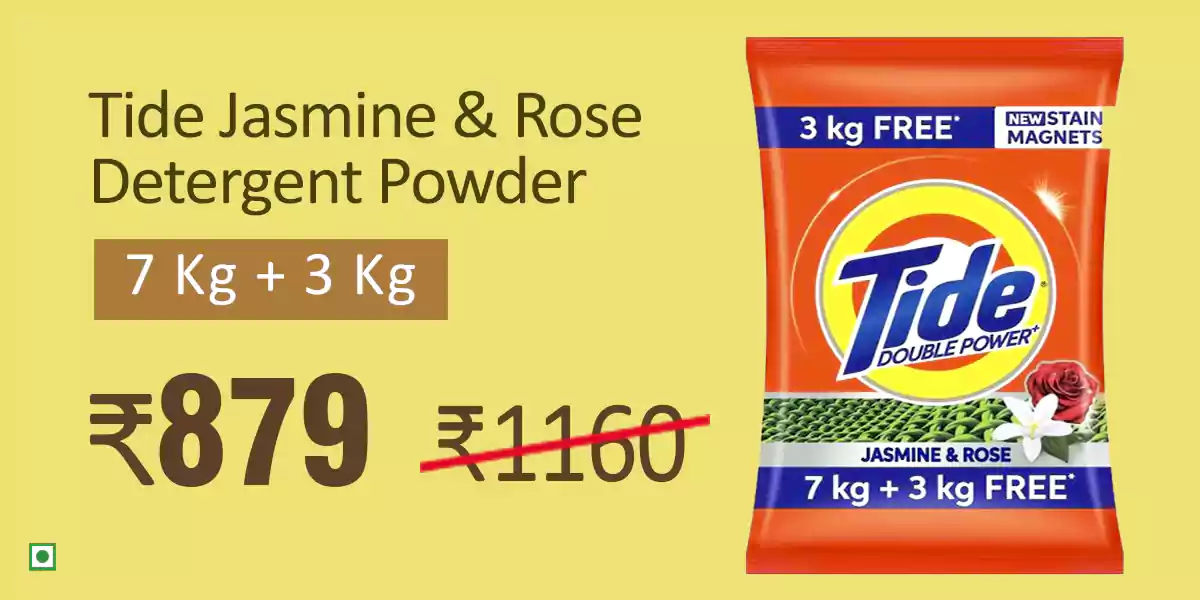 Tide Jasmine & Rose
Detergent Powder
7 Kg + 3 Kg
₹879 ₹1160
3 kg FREE*
NEW STAIN
MAGNETS
Tide
DOUBLE POWER+
JASMINE & ROSE
7 kg + 3 kg FREE*